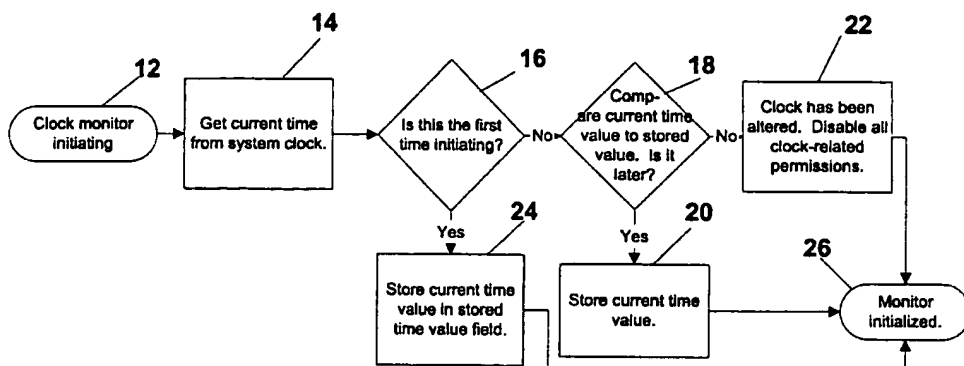 12
Clock monitor
initiating
14
Get current time
from system clock.
16
Is this the first
time initiating?
No
Yes
18
Comp-
are current time
value to stored
value. Is it
later?
No
Yes
22
Clock has been
altered. Disable all
clock-related
permissions.
24
Store current time
value in stored
time value field.
20
Store current time
value.
26
Monitor
initialized.